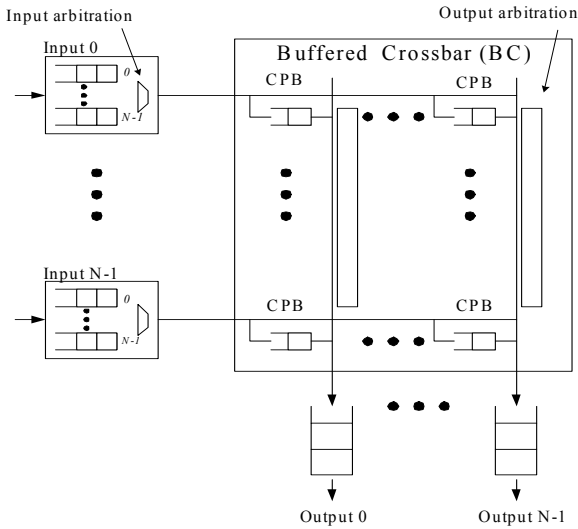 Input arbitration
Output arbitration
Input 0
0
N-1
Buffered Crossbar (BC)
CPB
CPB
Input N-1
0
N-1
CPB
CPB
Output 0
Output N-1